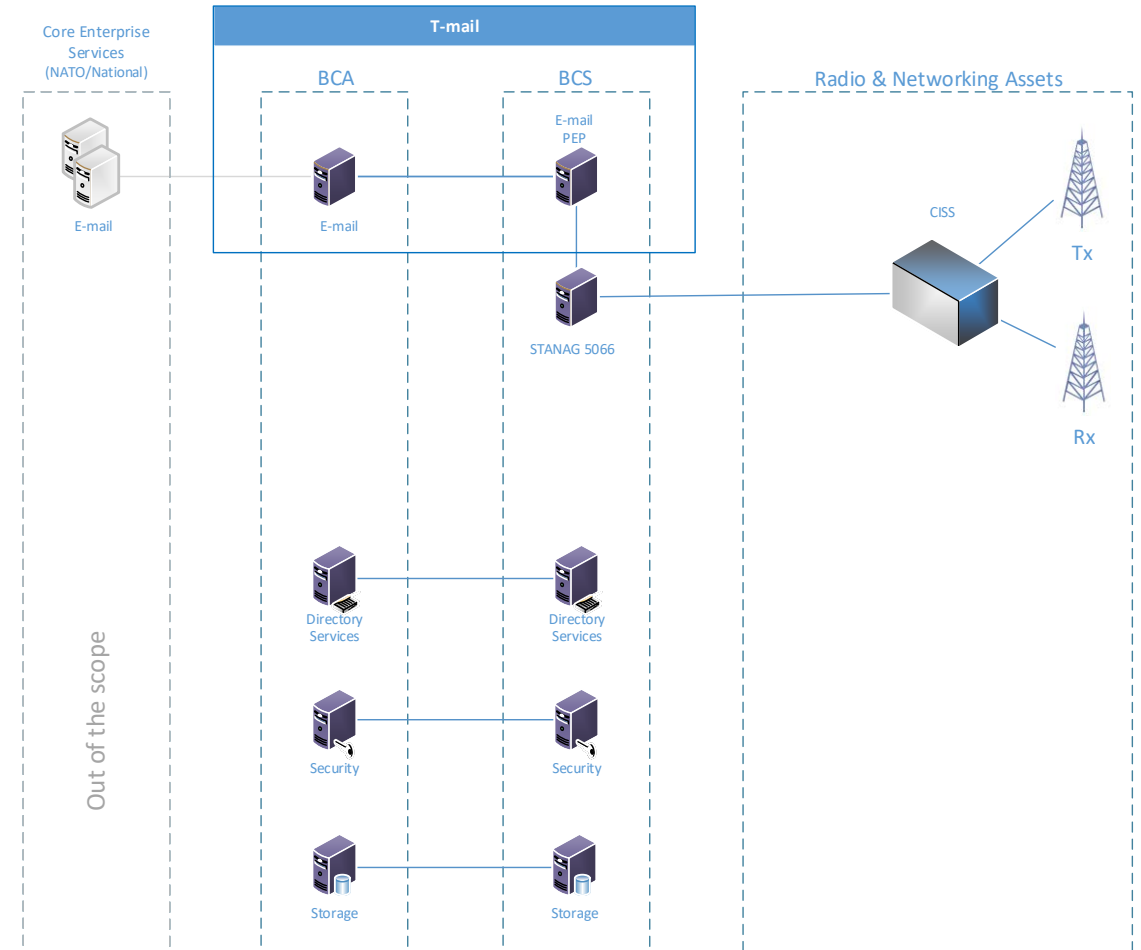 T-mail
Core Enterprise
Services
(NATO/National)
BCA
BCS
Radio & Networking Assets
E-mail
PEP
E-mail
E-mail
CISS
Tx
STANAG 5066
Rx
Directory
Services
Directory
Services
Out of the scope
Security
Security
Storage
Storage